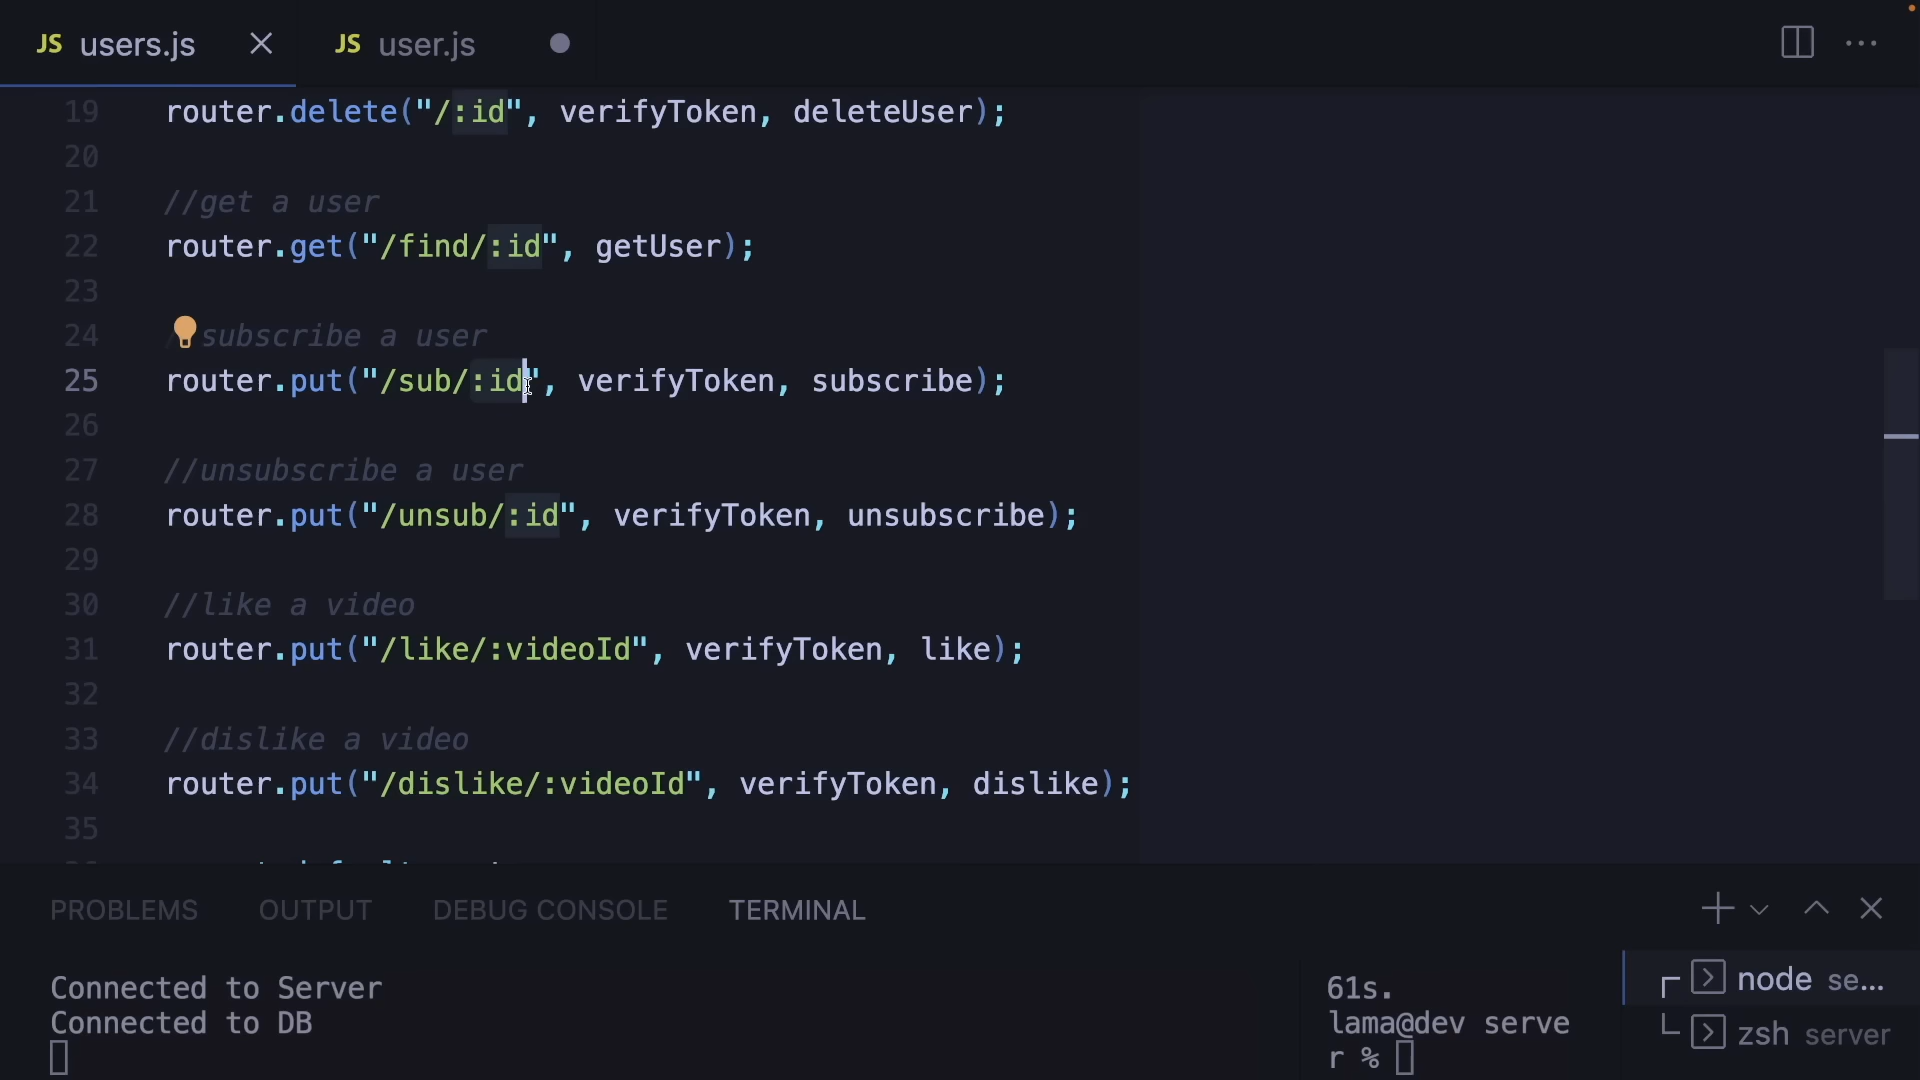 JS users.js
JS user.js
19 router.delete("/:id", verifyToken, deleteUser);
20
21 //get a user
22 router.get("/find/:id", getUser);
23
24 subscribe a user
25 router.put("/sub/:id", verifyToken, subscribe);
26
27 //unsubscribe a user
28 router.put("/unsub/:id", verifyToken, unsubscribe);
29
30 //like a video
31 router.put("/like/:videoId", verifyToken, like);
32
33 //dislike a video
34 router.put("/dislike/:videoId", verifyToken, dislike);
35
PROBLEMS OUTPUT DEBUG CONSOLE TERMINAL
Connected to Server
Connected to DB
61s.
lama@dev serve
r %
node se...
zsh server